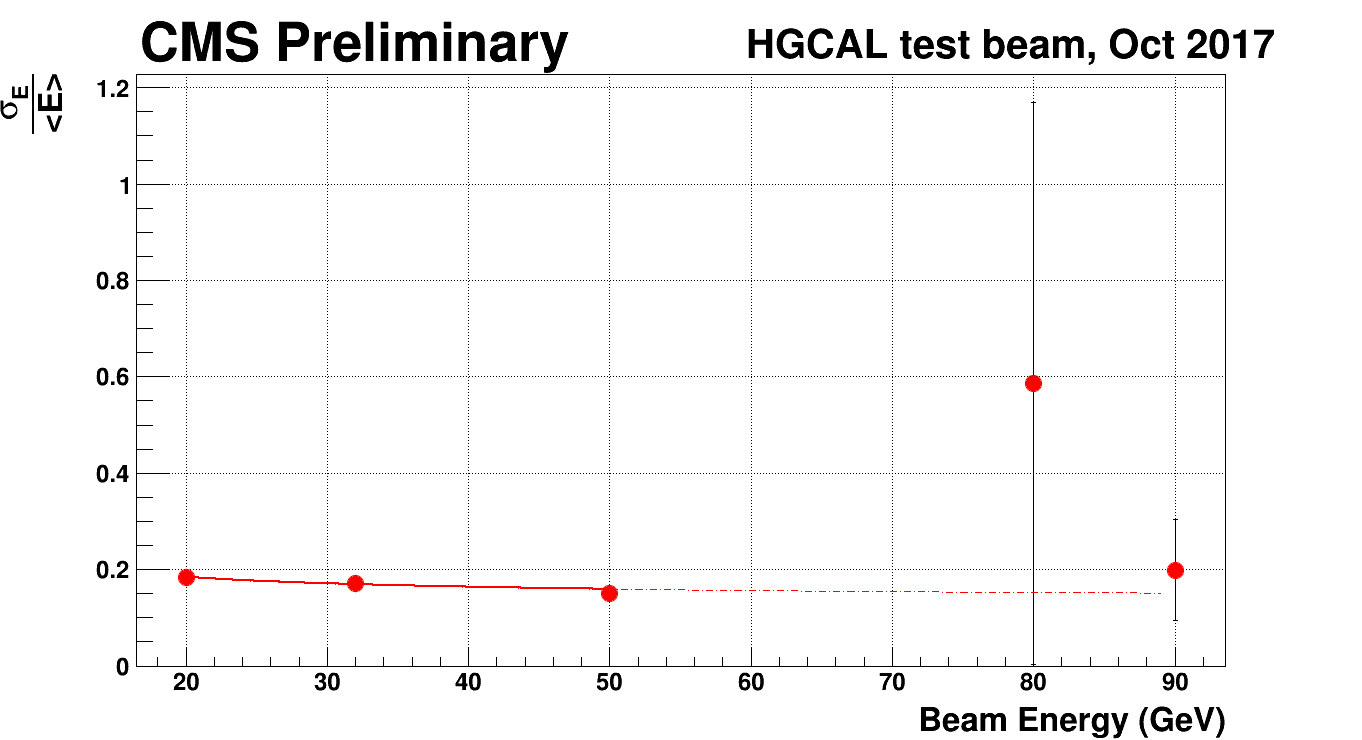 CMS Preliminary
HGCAL test beam, Oct 2017
σE
<E>
1.2
1
0.8
0.6
0.4
0.2
0
20 30 40 50 60 70 80 90
Beam Energy (GeV)